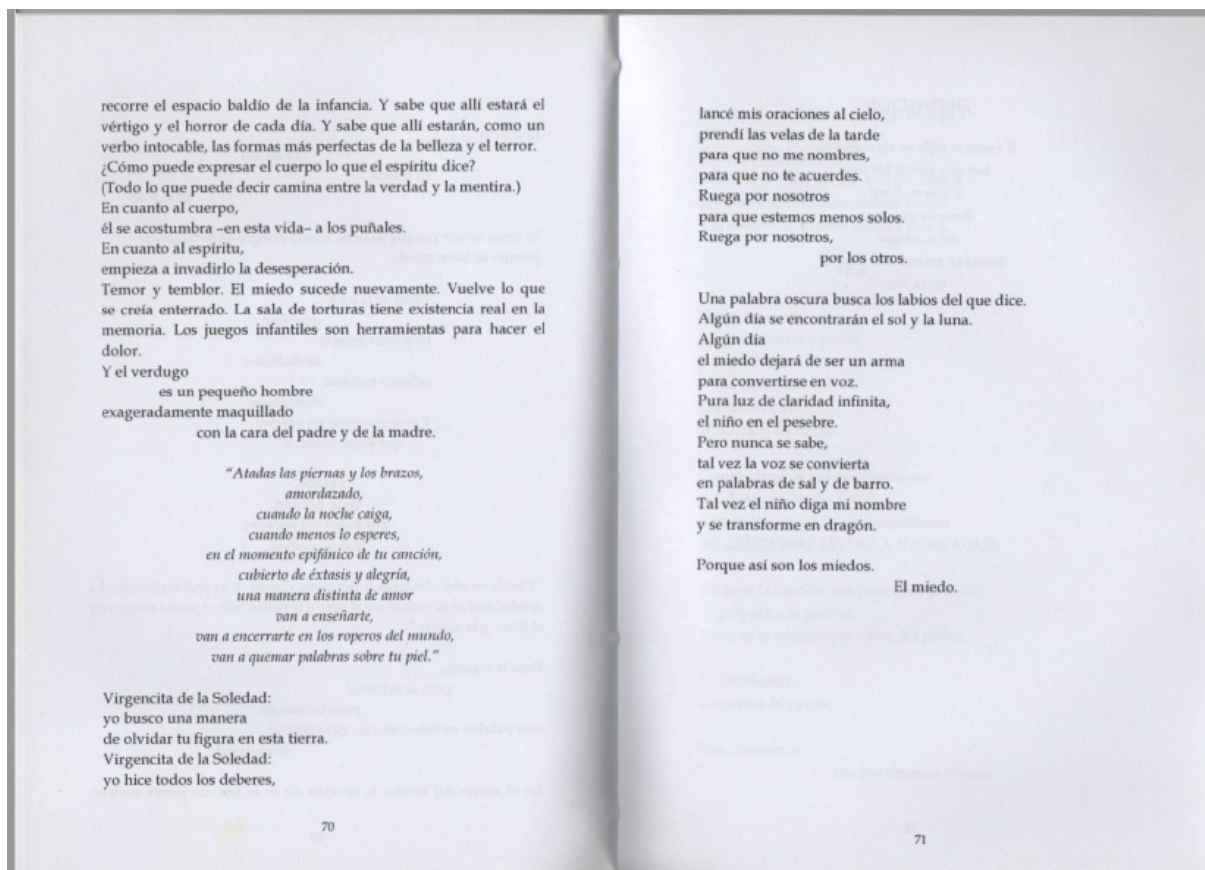 recorre el espacio baldío de la infancia. Y sabe que allí estará el
vértigo y el horror de cada día. Y sabe que allí estarán, como un
verbo intocable, las formas más perfectas de la belleza y el terror.
¿Cómo puede expresar el cuerpo lo que el espíritu dice?
(Todo lo que puede decir camina entre la verdad y la mentira.)
En cuanto al cuerpo,
él se acostumbra –en esta vida– a los puñales.
En cuanto al espíritu,
empieza a invadirlo la desesperación.
Temor y temblor. El miedo sucede nuevamente. Vuelve lo que
se creía enterrado. La sala de torturas tiene existencia real en la
memoria. Los juegos infantiles son herramientas para hacer el
dolor.
Y el verdugo
es un pequeño hombre
exageradamente maquillado
con la cara del padre y de la madre.
“Atadas las piernas y los brazos,
amordazado,
cuando la noche caiga,
cuando menos lo esperes,
en el momento epifánico de tu canción,
cubierto de éxtasis y alegría,
una manera distinta de amor
van a enseñarte,
van a encerrarte en los roperos del mundo,
van a quemar palabras sobre tu piel.”
Virgencita de la Soledad:
yo busco una manera
de olvidar tu figura en esta tierra.
Virgencita de la Soledad:
yo hice todos los deberes,
70
lancé mis oraciones al cielo,
prendí las velas de la tarde
para que no me nombres,
para que no te acuerdes.
Ruega por nosotros
para que estemos menos solos.
Ruega por nosotros,
por los otros.
Una palabra oscura busca los labios del que dice.
Algún día se encontrarán el sol y la luna.
Algún día
el miedo dejará de ser un arma
para convertirse en voz.
Pura luz de claridad infinita,
el niño en el pesebre.
Pero nunca se sabe,
tal vez la voz se convierta
en palabras de sal y de barro.
Tal vez el niño diga mi nombre
y se transforme en dragón.
Porque así son los miedos.
El miedo.
71